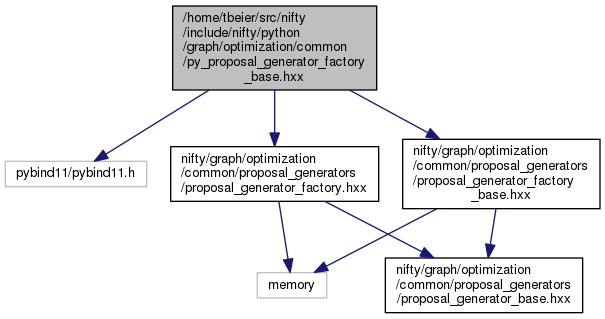 /home/tbeier/src/nifty
/include/nifty/python
/graph/optimization/common
/py_proposal_generator_factory
_base.hxx
pybind11/pybind11.h
nifty/graph/optimization
/common/proposal_generators
/proposal_generator_factory.hxx
nifty/graph/optimization
/common/proposal_generators
/proposal_generator_factory
_base.hxx
memory
nifty/graph/optimization
/common/proposal_generators
/proposal_generator_base.hxx